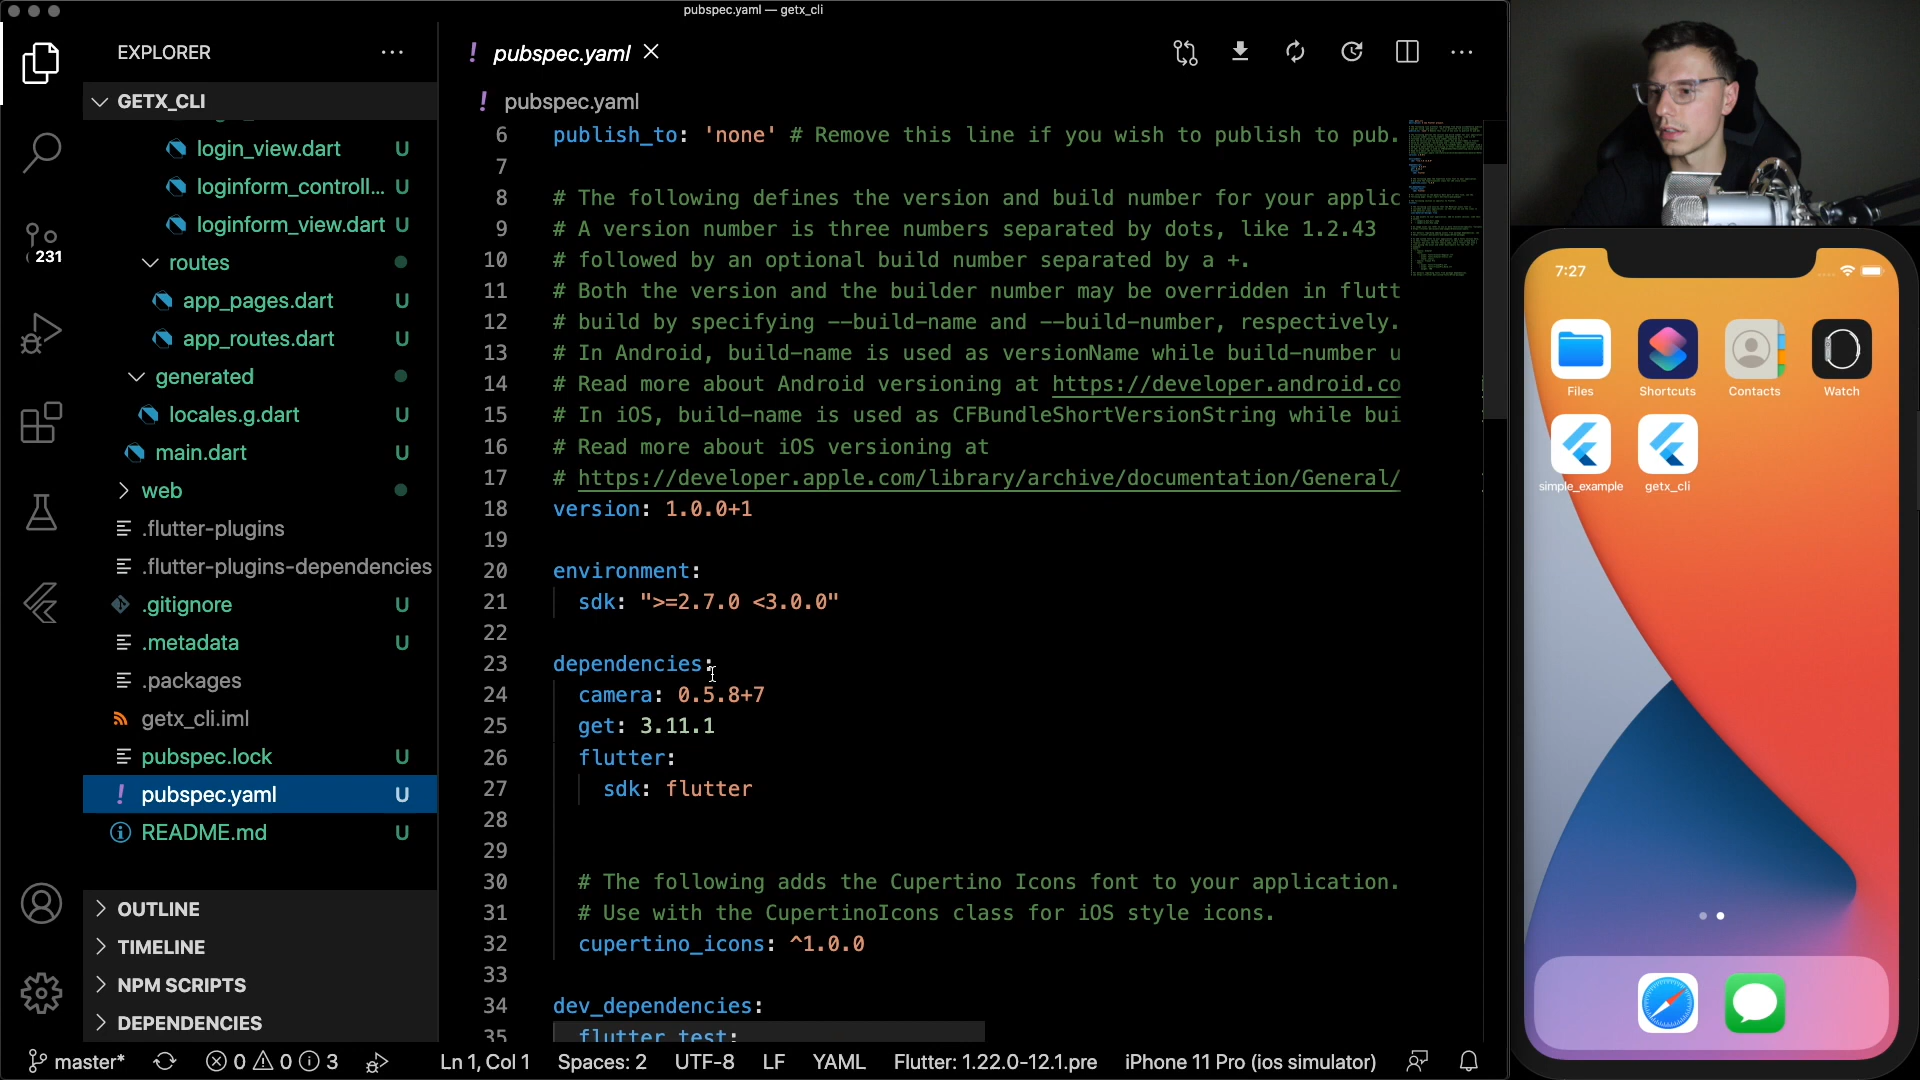 pubspec.yaml — getx_cli
EXPLORER
GETX_CLI
login_view.dart U
loginform_controll... U
loginform_view.dart U
routes
app_pages.dart U
app_routes.dart U
generated
locales.g.dart U
main.dart U
web
.flutter-plugins
.flutter-plugins-dependencies
.gitignore U
.metadata U
.packages
getx_cli.iml
pubspec.lock U
! pubspec.yaml U
README.md U
OUTLINE
TIMELINE
NPM SCRIPTS
DEPENDENCIES
231
! pubspec.yaml
! pubspec.yaml
6 publish_to: 'none' # Remove this line if you wish to publish to pub.
7
8 # The following defines the version and build number for your applic
9 # A version number is three numbers separated by dots, like 1.2.43
10 # followed by an optional build number separated by a +.
11 # Both the version and the builder number may be overridden in flutt
12 # build by specifying --build-name and --build-number, respectively.
13 # In Android, build-name is used as versionName while build-number u
14 # Read more about Android versioning at https://developer.android.co
15 # In iOS, build-name is used as CFBundleShortVersionString while bui
16 # Read more about iOS versioning at
17 # https://developer.apple.com/library/archive/documentation/General/
18 version: 1.0.0+1
19
20 environment:
21 sdk: ">=2.7.0 <3.0.0"
22
23 dependencies:
24 camera: 0.5.8+7
25 get: 3.11.1
26 flutter:
27 sdk: flutter
28
29
30 # The following adds the Cupertino Icons font to your application.
31 # Use with the CupertinoIcons class for iOS style icons.
32 cupertino_icons: ^1.0.0
33
34 dev_dependencies:
35 flutter_test:
master* 0 0 3 Ln 1, Col 1 Spaces: 2 UTF-8 LF YAML Flutter: 1.22.0-12.1.pre iPhone 11 Pro (ios simulator)
7:27
Files Shortcuts Contacts Watch
simple_example getx_cli